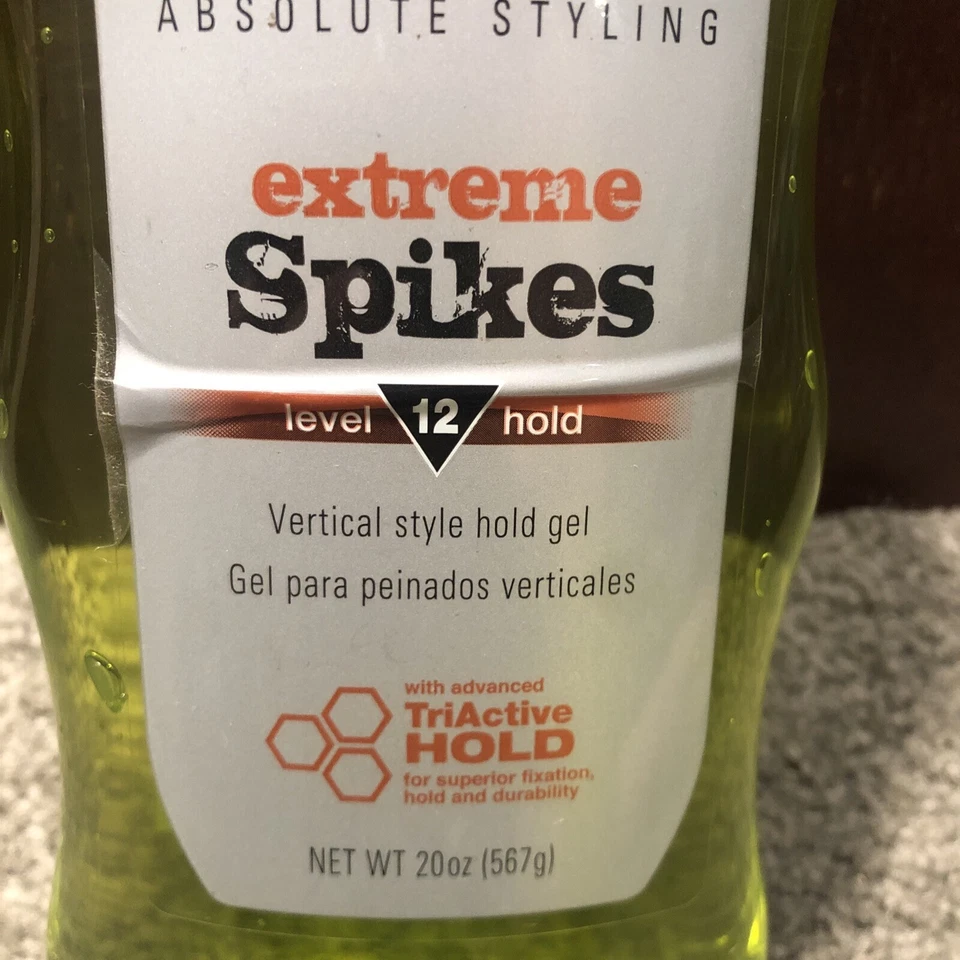 ABSOLUTE STYLING
extreme
Spikes
level 12 hold
Vertical style hold gel
Gel para peinados verticales
with advanced
TriActive
HOLD
for superior fixation,
hold and durability
NET WT 20oz (567g)